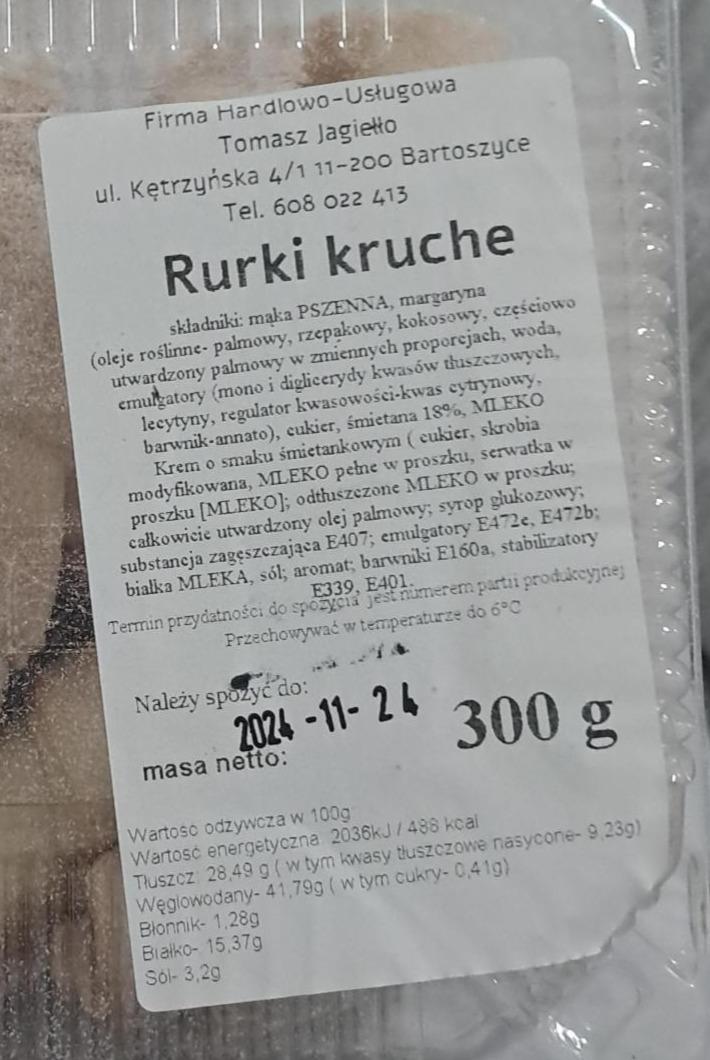 Firma Handlowo-Usługowa
Tomasz Jagiełło
ul. Kętrzyńska 4/1 11-200 Bartoszyce
Tel. 608 022 413
Rurki kruche
składniki: mąka PSZENNA, margaryna
(oleje roślinne- palmowy, rzepakowy, kokosowy, częściowo
utwardzony palmowy w zmiennych proporcjach, woda,
emulgatory (mono i diglicerydy kwasów tłuszczowych,
lecytyny, regulator kwasowości-kwas cytrynowy,
barwnik-annato), cukier, śmietana 18%, MLEKO
Krem o smaku śmietankowym ( cukier, skrobia
modyfikowana, MLEKO pełne w proszku, serwatka w
proszku [MLEKO]; odtłuszczone MLEKO w proszku;
całkowicie utwardzony olej palmowy; syrop glukozowy;
substancja zagęszczająca E407; emulgatory E472e, E472b;
białka MLEKA, sól; aromat; barwniki E160a, stabilizatory
E339, E401.
Termin przydatności do spożycia jest numerem partii produkcyjnej
Przechowywać w temperaturze do 6°C
Należy spożyć do:
2024-11-24
masa netto:
300 g
Wartość odżywcza w 100g
Wartość energetyczna 2036kJ / 488 kcal
Tłuszcz: 28,49 g ( w tym kwasy tłuszczowe nasycone- 9,23g)
Węglowodany- 41,79g ( w tym cukry- 0,41g)
Błonnik- 1,28g
Białko- 15,37g
Sól- 3,2g